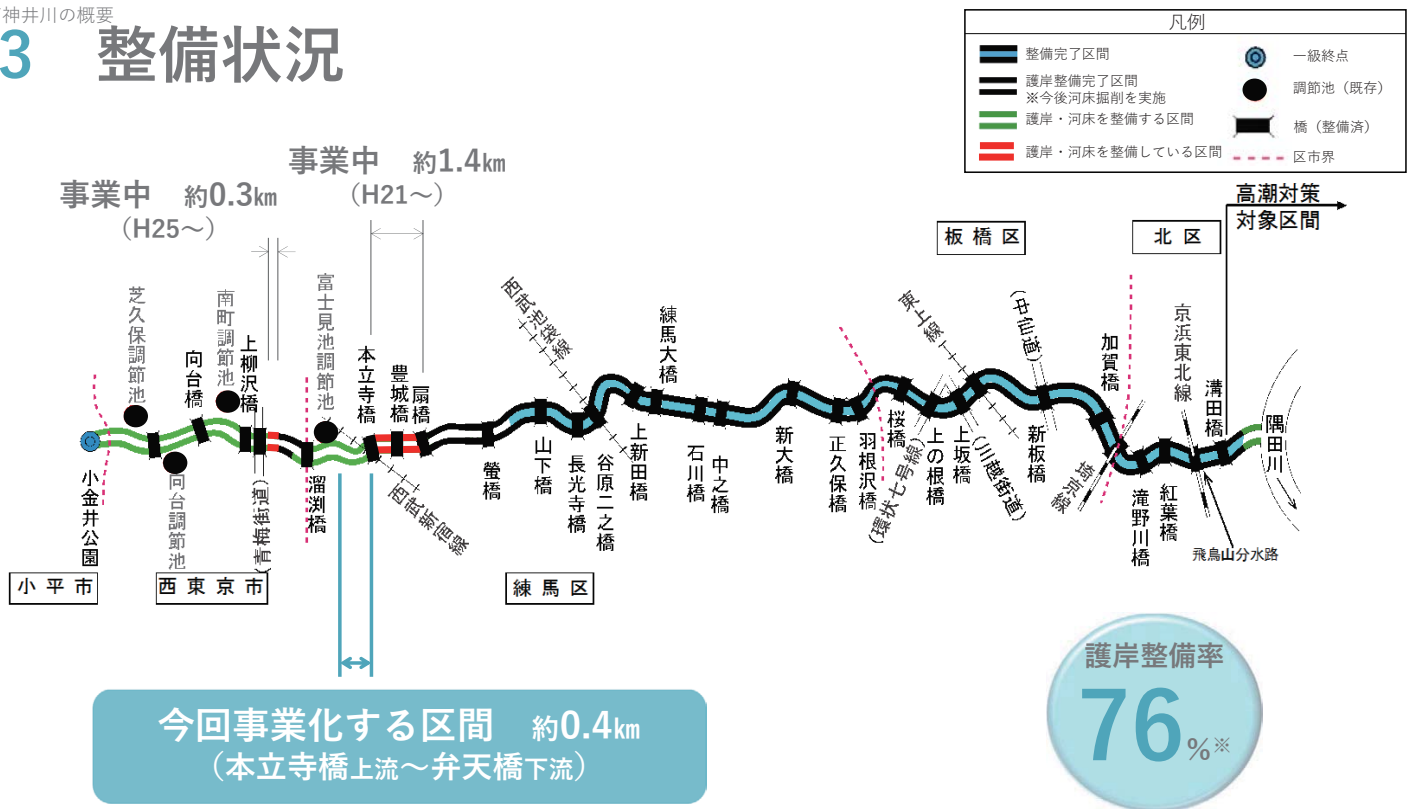 神井川の概要
3 整備状況
凡例
整備完了区間
護岸整備完了区間
※今後河床掘削を実施
護岸・河床を整備する区間
護岸・河床を整備している区間
一級終点
調節池（既存）
橋（整備済）
区市界
事業中 約0.3㎞
（H25～）
事業中 約1.4㎞
（H21～）
高潮対策
対象区間
板橋区
北区
芝久保調節池
向台橋
南町調節池
上柳沢橋
富士見池調節池
本立寺橋
豊城橋
扇橋
西武池袋線
練馬大橋
東上線
（中仙道）
加賀橋
京浜東北線
溝田橋
隅田川
小金井公園
向台調節池
（青梅街道）
溜渕橋
西武新宿線
螢橋
山下橋
長光寺橋
谷原二之橋
上新田橋
石川橋
中之橋
新大橋
正久保橋
羽根沢橋
桜橋
（環状七号線）
上の根橋
上坂橋
（川越街道）
新板橋
埼京線
滝野川橋
紅葉橋
飛鳥山分水路
小平市
西東京市
練馬区
今回事業化する区間 約0.4㎞
（本立寺橋上流～弁天橋下流）
護岸整備率
76%※